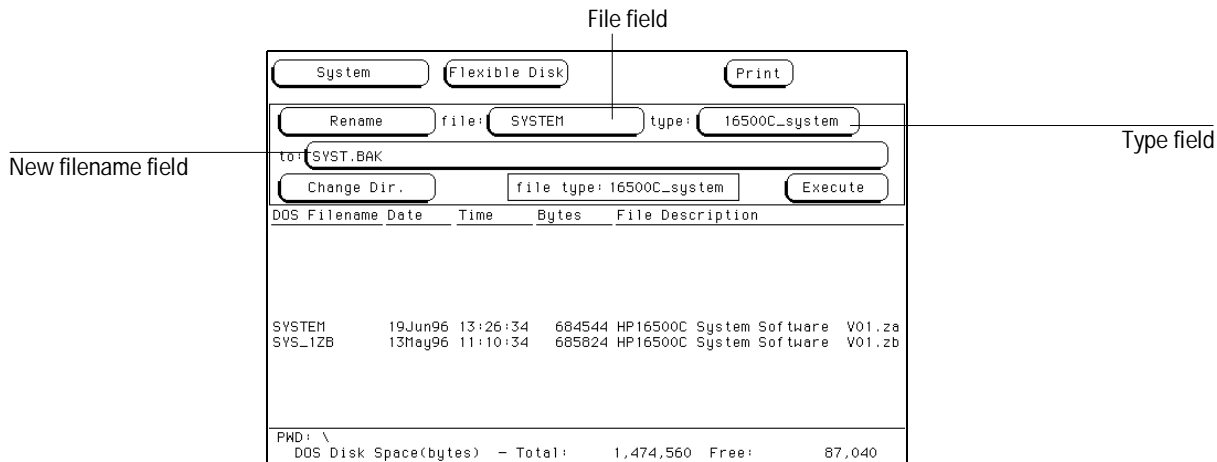 File field
System Flexible Disk Print
Rename file: SYSTEM type: 16500C_system
Type field
New filename field
to: SYST.BAK
Change Dir. file type: 16500C_system Execute
DOS Filename Date Time Bytes File Description
SYSTEM 19Jun96 13:26:34 684544 HP16500C System Software V01.za
SYS_1ZB 13May96 11:10:34 685824 HP16500C System Software V01.zb
PWD: \
DOS Disk Space(bytes) - Total: 1,474,560 Free: 87,040